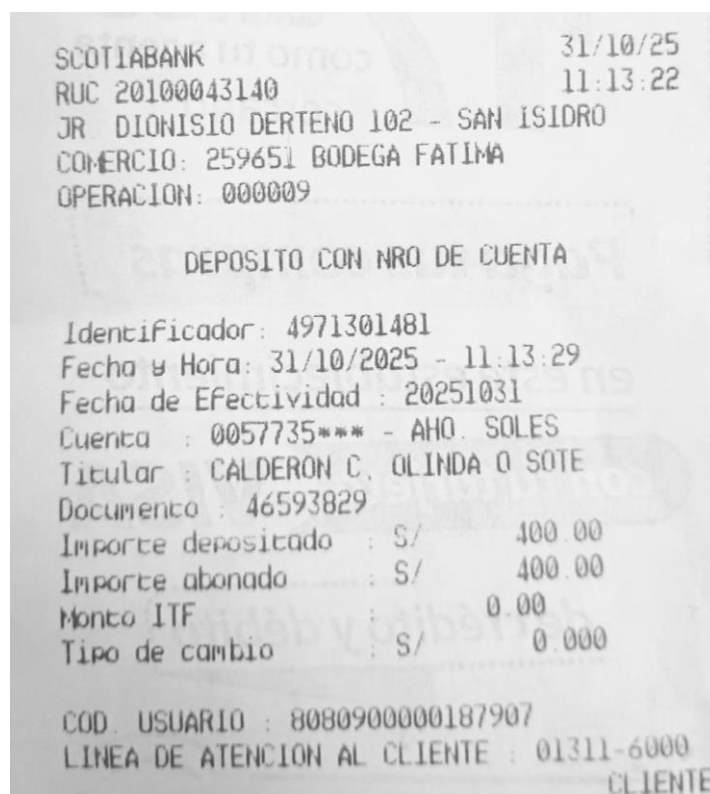 SCOTIABANK 31/10/25
RUC 20100043140 11:13:22
JR. DIONISIO DERTENO 102 - SAN ISIDRO
COMERCIO: 259651 BODEGA FATIMA
OPERACION: 000009
DEPOSITO CON NRO DE CUENTA
Identificador: 4971301481
Fecha y Hora: 31/10/2025 - 11:13:29
Fecha de Efectividad : 20251031
Cuenta : 0057735*** - AHO. SOLES
Titular : CALDERON C. OLINDA O SOTE
Documento : 46593829
Importe depositado : S/ 400.00
Importe abonado : S/ 400.00
Monto ITF : 0.00
Tipo de cambio : S/ 0.000
COD. USUARIO : 8080900000187907
LINEA DE ATENCION AL CLIENTE : 01311-6000
CLIENTE